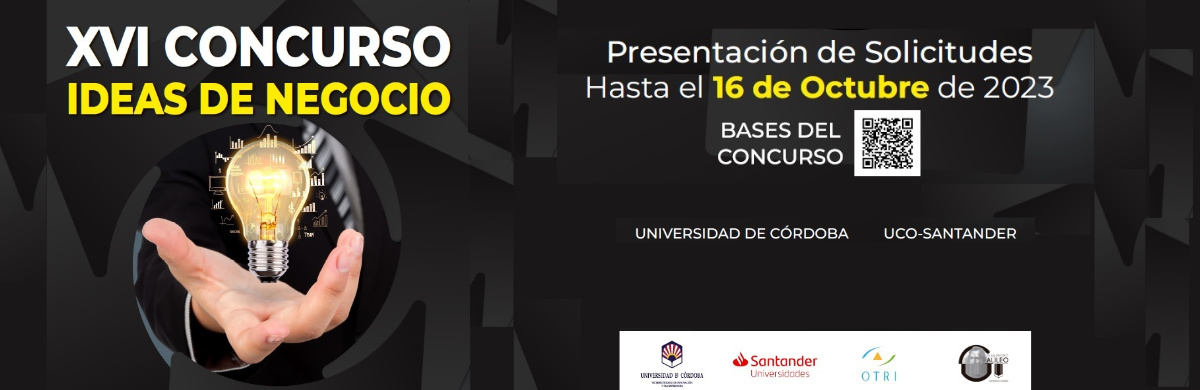 XVI CONCURSO
IDEAS DE NEGOCIO
Presentación de Solicitudes
Hasta el 16 de Octubre de 2023
BASES DEL
CONCURSO
UNIVERSIDAD DE CÓRDOBA
UCO-SANTANDER
UNIVERSIDAD D CÓRDOBA
Santander
Universidades
OTRI
GALILEO